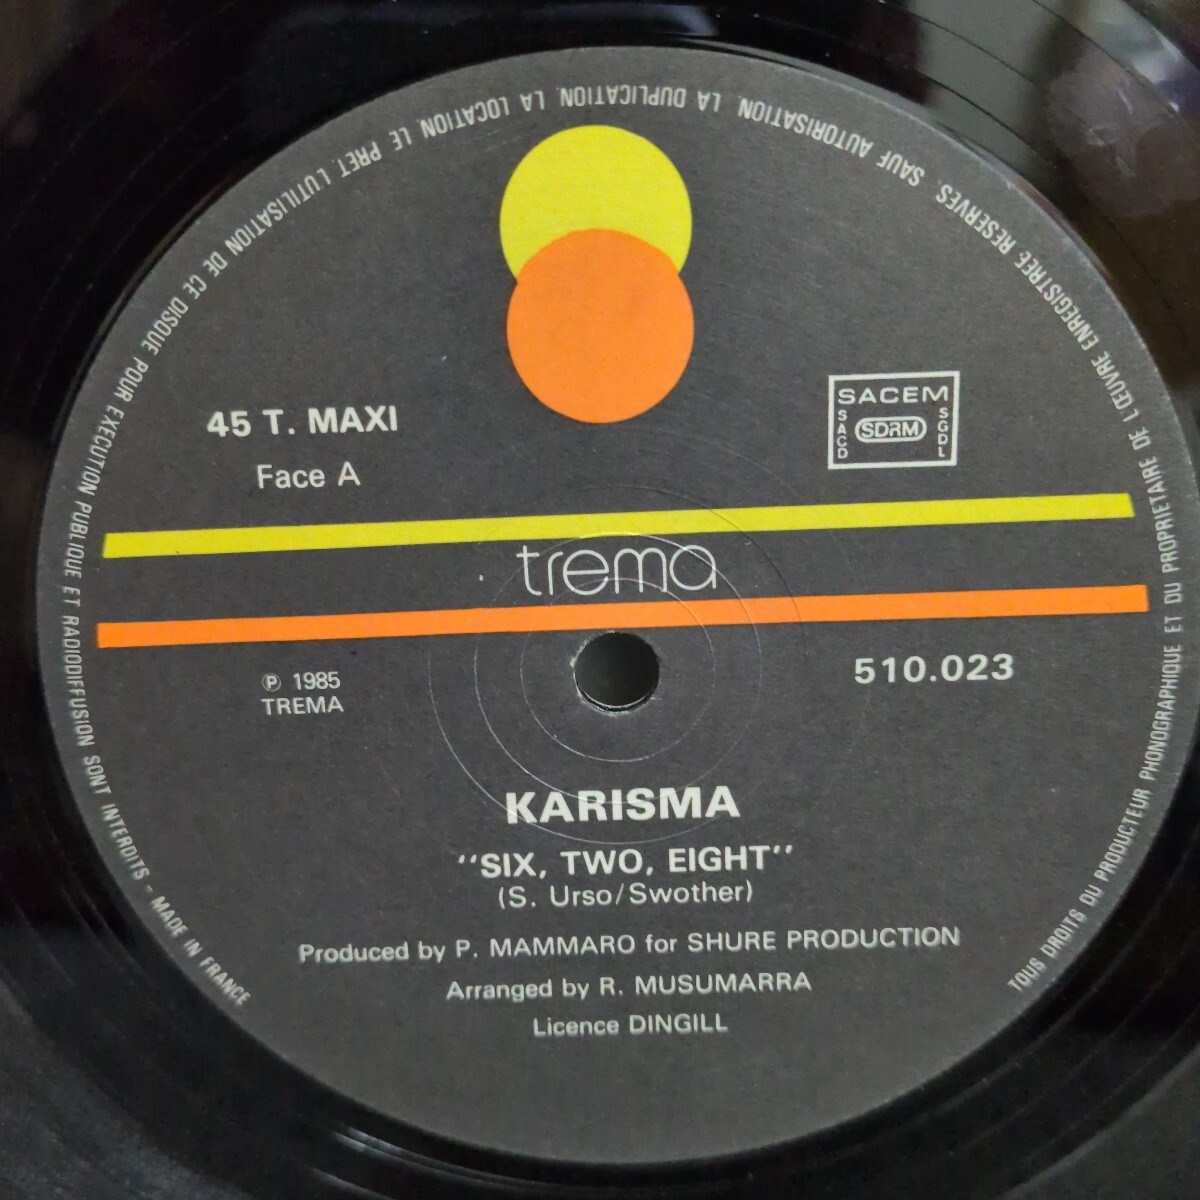 TOUS DROITS DU PRODUCTEUR PHONOGRAPHIQUE ET DU PROPRIETAIRE DE L'ŒUVRE ENREGISTREE RESERVES. SAUF AUTORISATION. LA DUPLICATION. LA LOCATION. LE PRET. L'UTILISATION DE CE DISQUE POUR EXECUTION PUBLIQUE ET RADIODIFFUSION SONT INTERDITS - MADE IN FRANCE
45 T. MAXI
Face A
SACEM
SACD
SDRM
SGDL
trema
℗ 1985
TREMA
510.023
KARISMA
"SIX, TWO, EIGHT"
(S. Urso/Swother)
Produced by P. MAMMARO for SHURE PRODUCTION
Arranged by R. MUSUMARRA
Licence DINGILL